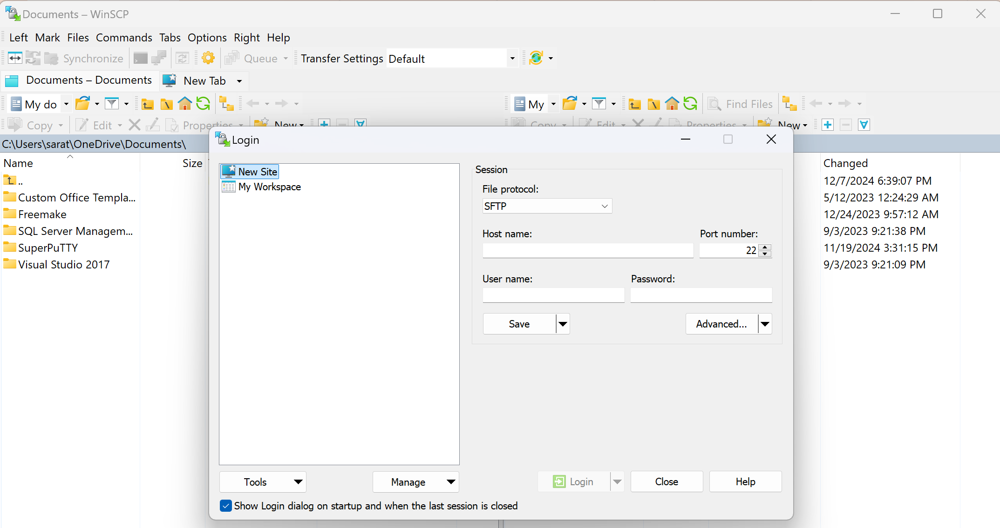 Documents – WinSCP
Left Mark Files Commands Tabs Options Right Help
Synchronize Queue Transfer Settings Default
Documents – Documents New Tab
My do My Find Files
Copy Edit Properties New Copy Edit Properties New
C:\Users\sarat\OneDrive\Documents\
Login
Name Size Changed
..
Custom Office Templa...
Freemake
SQL Server Managem...
SuperPuTTY
Visual Studio 2017
New Site
My Workspace
Session
File protocol:
SFTP
Host name: Port number:
22
User name: Password:
Save Advanced...
12/7/2024 6:39:07 PM
5/12/2023 12:24:29 AM
12/24/2023 9:57:12 AM
9/3/2023 9:21:38 PM
11/19/2024 3:31:15 PM
9/3/2023 9:21:09 PM
Tools Manage Login Close Help
Show Login dialog on startup and when the last session is closed